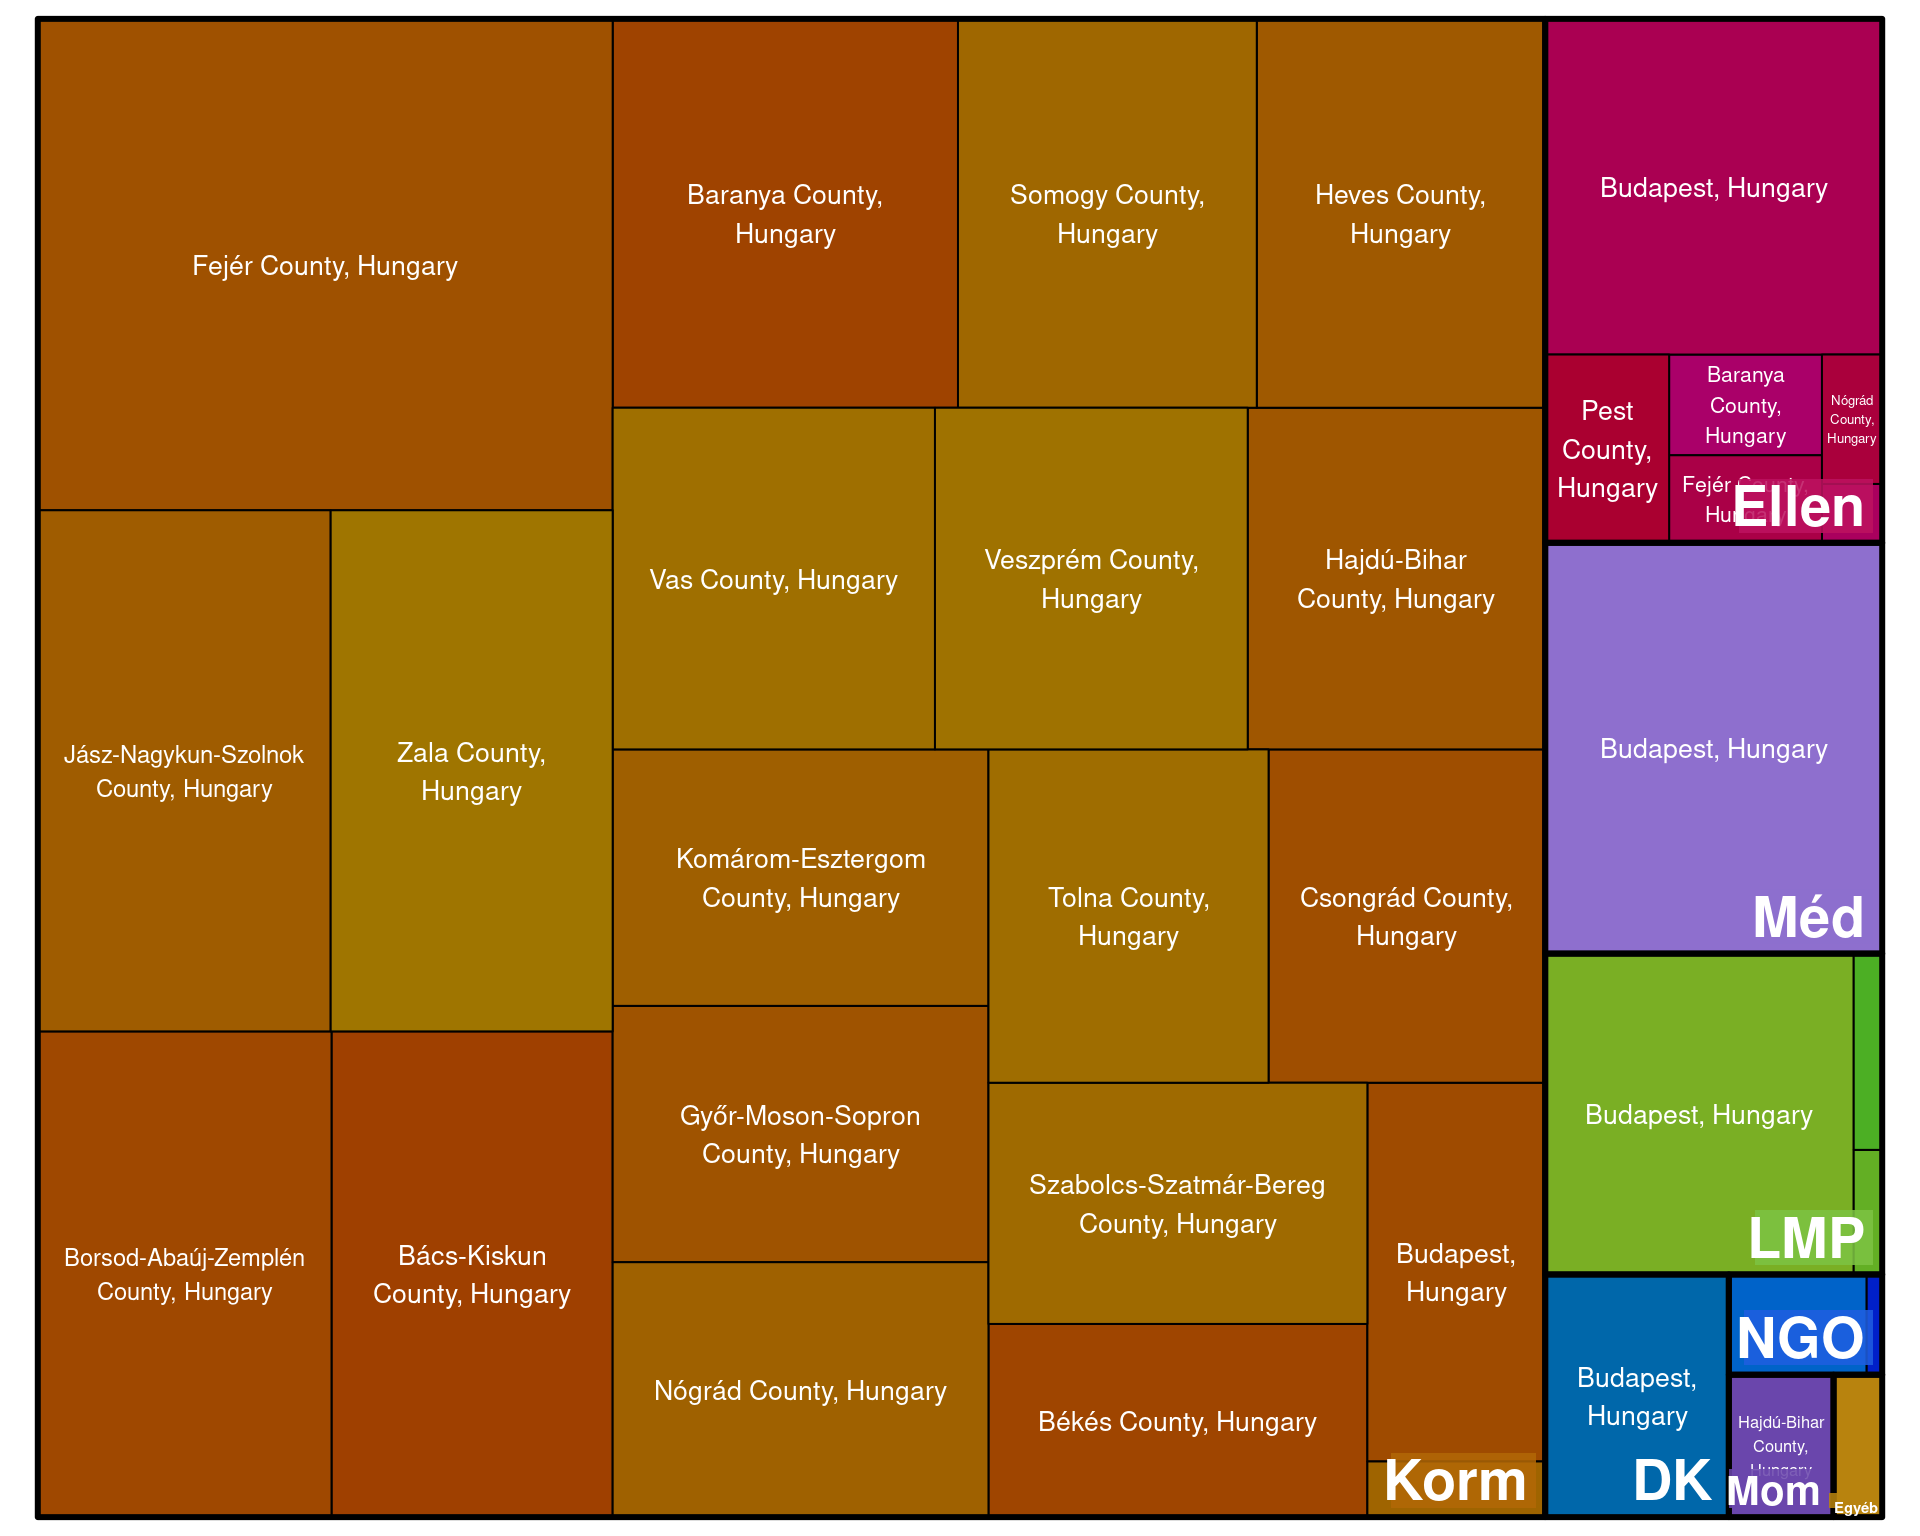 Fejér County, Hungary
Baranya County,
Hungary
Somogy County,
Hungary
Heves County,
Hungary
Vas County, Hungary
Veszprém County,
Hungary
Hajdú-Bihar
County, Hungary
Jász-Nagykun-Szolnok
County, Hungary
Zala County,
Hungary
Komárom-Esztergom
County, Hungary
Tolna County,
Hungary
Csongrád County,
Hungary
Győr-Moson-Sopron
County, Hungary
Szabolcs-Szatmár-Bereg
County, Hungary
Budapest,
Hungary
Borsod-Abaúj-Zemplén
County, Hungary
Bács-Kiskun
County, Hungary
Nógrád County, Hungary
Békés County, Hungary
Korm
Budapest, Hungary
Pest
County,
Hungary
Baranya
County,
Hungary
Nógrád
County,
Hungary
Fejér County,
Hungary
Ellen
Budapest, Hungary
Méd
Budapest, Hungary
LMP
Budapest,
Hungary
DK
NGO
Hajdú-Bihar
County,
Hungary
Mom
Egyéb